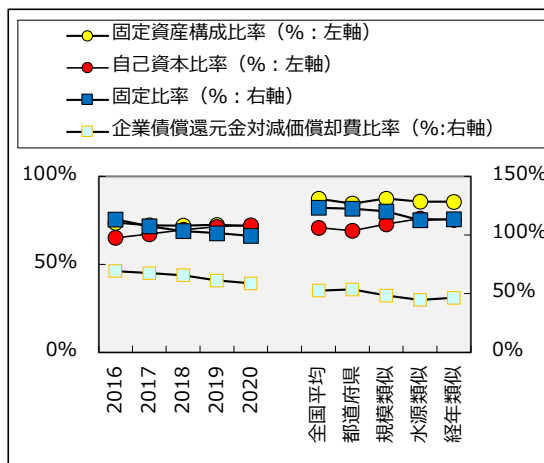 固定資産構成比率（%：左軸）
自己資本比率（%：左軸）
固定比率（%：右軸）
企業債償還元金対減価償却費比率（%:右軸）
100%
50%
0%
150%
100%
50%
0%
2016
2017
2018
2019
2020
全国平均
都道府県
規模類似
水源類似
経年類似